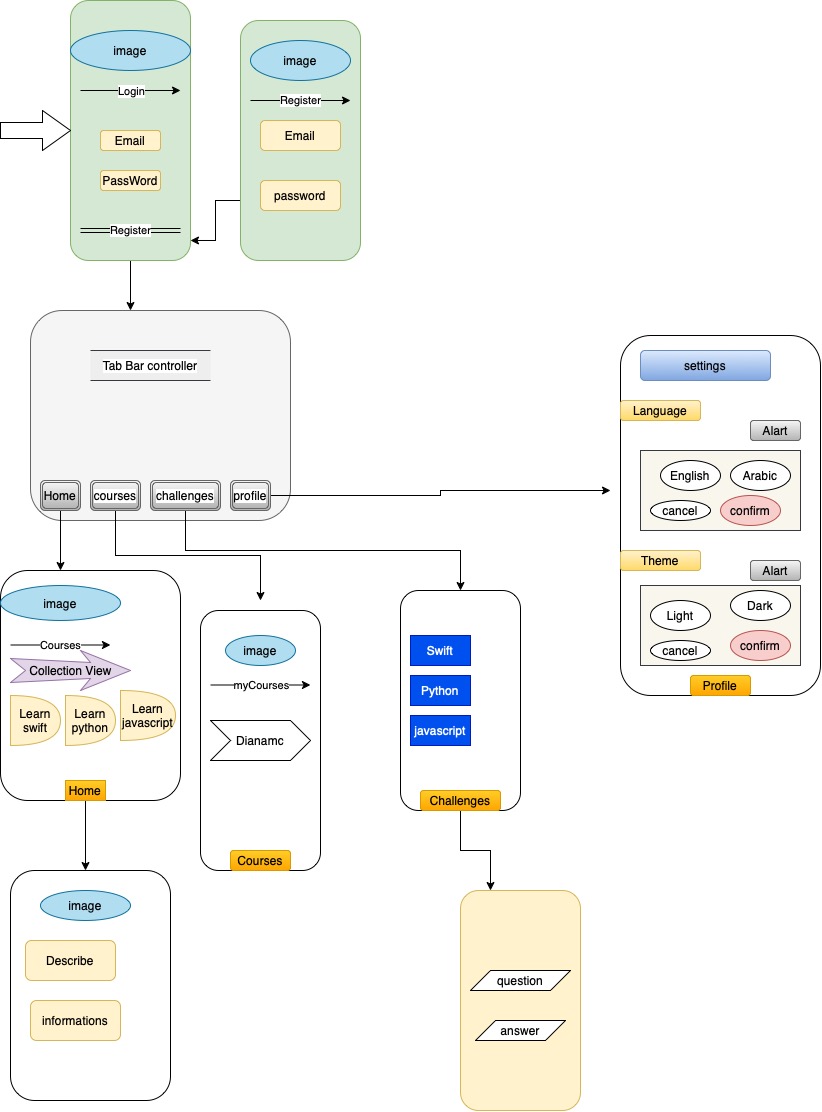 image
Login
Email
PassWord
Register
image
Register
Email
password
Tab Bar controller
Home
courses
challenges
profile
settings
Language
Alart
English
Arabic
cancel
confirm
Theme
Alart
Light
Dark
cancel
confirm
Profile
image
Courses
Collection View
Learn
swift
Learn
python
Learn
javascript
Home
image
myCourses
Dianamc
Courses
Swift
Python
javascript
Challenges
image
Describe
informations
question
answer